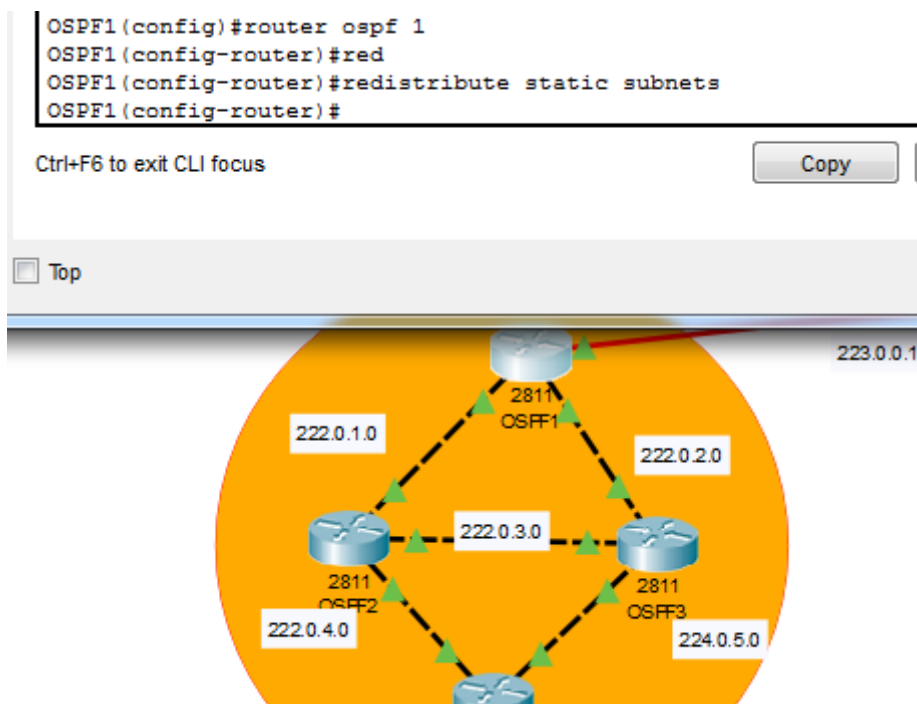 OSPF1(config)#router ospf 1
OSPF1(config-router)#red
OSPF1(config-router)#redistribute static subnets
OSPF1(config-router)#
Ctrl+F6 to exit CLI focus
Copy
Top
223.0.0.1
2811
OSPF1
222.0.1.0
222.0.2.0
222.0.3.0
2811
OSPF2
2811
OSPF3
222.0.4.0
224.0.5.0